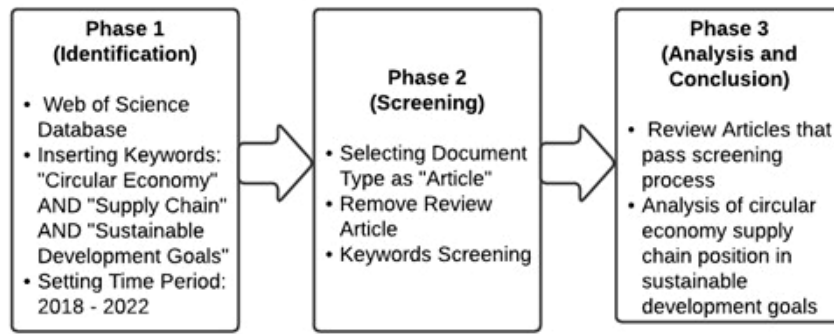 Phase 1
(Identification)
• Web of Science
Database
• Inserting Keywords:
"Circular Economy"
AND "Supply Chain"
AND "Sustainable
Development Goals"
• Setting Time Period:
2018 - 2022
Phase 2
(Screening)
• Selecting Document
Type as "Article"
• Remove Review
Article
• Keywords Screening
Phase 3
(Analysis and
Conclusion)
• Review Articles that
pass screening
process
• Analysis of circular
economy supply
chain position in
sustainable
development goals